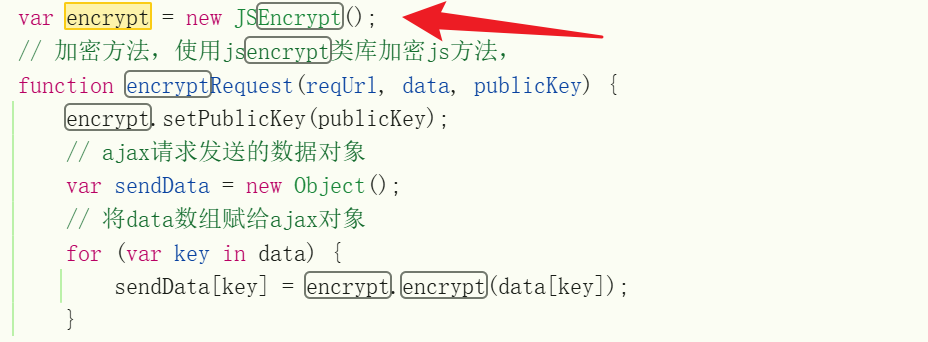 var encrypt = new JSEncrypt();
// 加密方法，使用jsencrypt类库加密js方法，
function encryptRequest(reqUrl, data, publicKey) {
encrypt.setPublicKey(publicKey);
// ajax请求发送的数据对象
var sendData = new Object();
// 将data数组赋给ajax对象
for (var key in data) {
sendData[key] = encrypt.encrypt(data[key]);
}